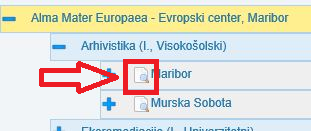 Alma Mater Europaea - Evropski center, Maribor
Arhivistika (I., Visokošolski)
Maribor
Murska Sobota